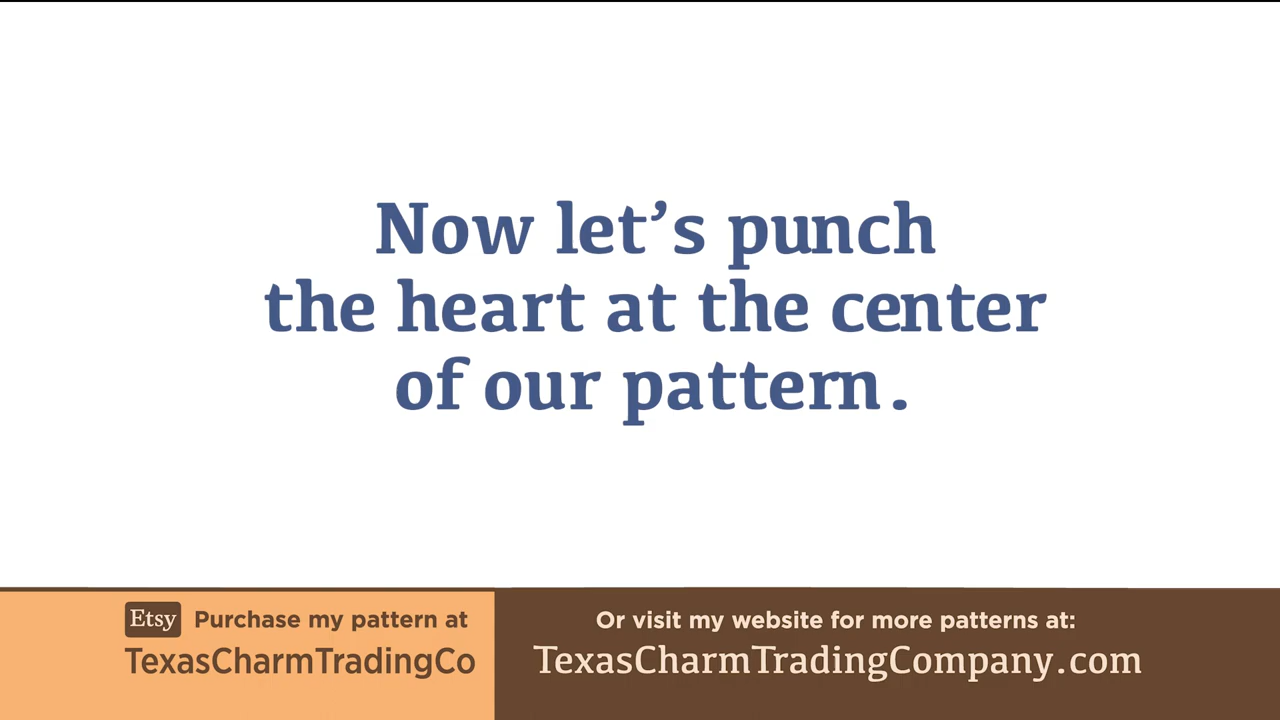 Now let’s punch
the heart at the center
of our pattern.
Etsy Purchase my pattern at
TexasCharmTradingCo
Or visit my website for more patterns at:
TexasCharmTradingCompany.com